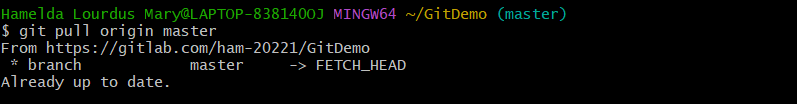 Hamelda Lourdus Mary@LAPTOP-83814OOJ MINGW64 ~/GitDemo (master)
$ git pull origin master
From https://gitlab.com/ham-20221/GitDemo
 * branch            master     -> FETCH_HEAD
Already up to date.